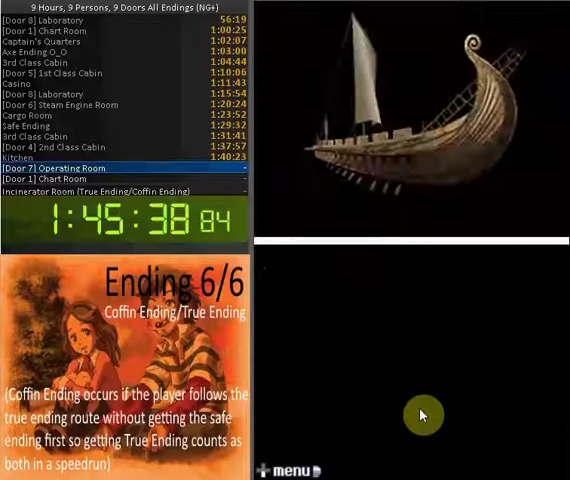 9 Hours, 9 Persons, 9 Doors All Endings (NG+)
[Door 8] Laboratory 56:19
[Door 1] Chart Room 1:00:25
Captain's Quarters 1:02:07
Axe Ending O_O 1:03:00
3rd Class Cabin 1:04:44
[Door 5] 1st Class Cabin 1:10:06
Casino 1:11:43
[Door 8] Laboratory 1:15:54
[Door 6] Steam Engine Room 1:20:24
Cargo Room 1:23:52
Safe Ending 1:29:32
3rd Class Cabin 1:31:41
[Door 4] 2nd Class Cabin 1:37:57
Kitchen 1:40:23
[Door 7] Operating Room -
[Door 1] Chart Room -
Incinerator Room (True Ending/Coffin Ending) -
1:45:38 84
Ending 6/6
Coffin Ending/True Ending
(Coffin Ending occurs if the player follows the
true ending route without getting the safe
ending first so getting True Ending counts as
both in a speedrun)
menu